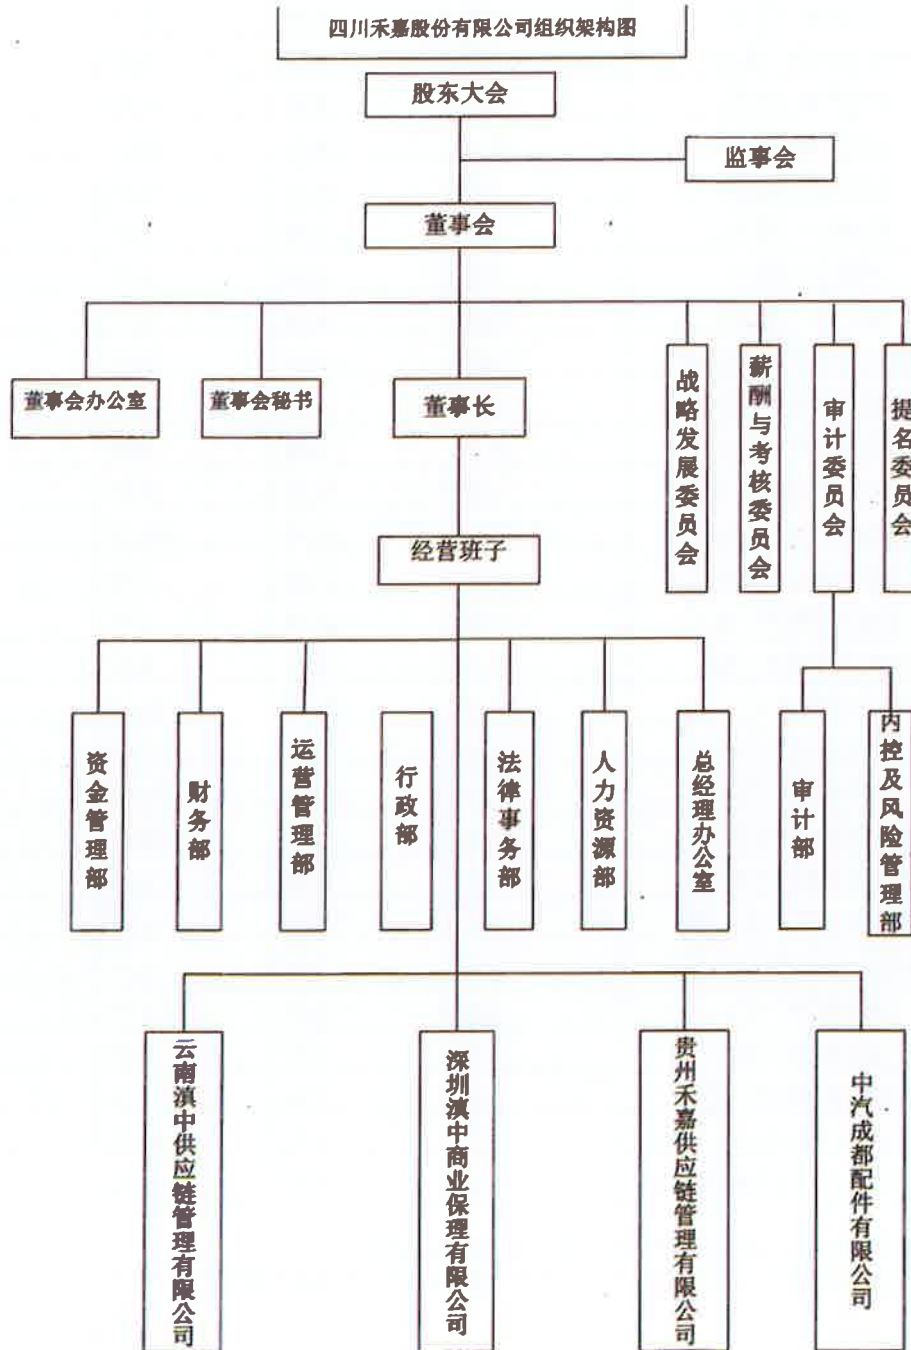 四川禾嘉股份有限公司组织架构图
股东大会
监事会
董事会
董事会办公室
董事会秘书
董事长
战略发展委员会
薪酬与考核委员会
审计委员会
提名委员会
经营班子
资金管理部
财务部
运营管理部
行政部
法律事务部
人力资源部
总经理办公室
审计部
内控及风险管理部
云南滇中供应链管理有限公司
深圳滇中商业保理有限公司
贵州禾嘉供应链管理有限公司
中汽成都配件有限公司